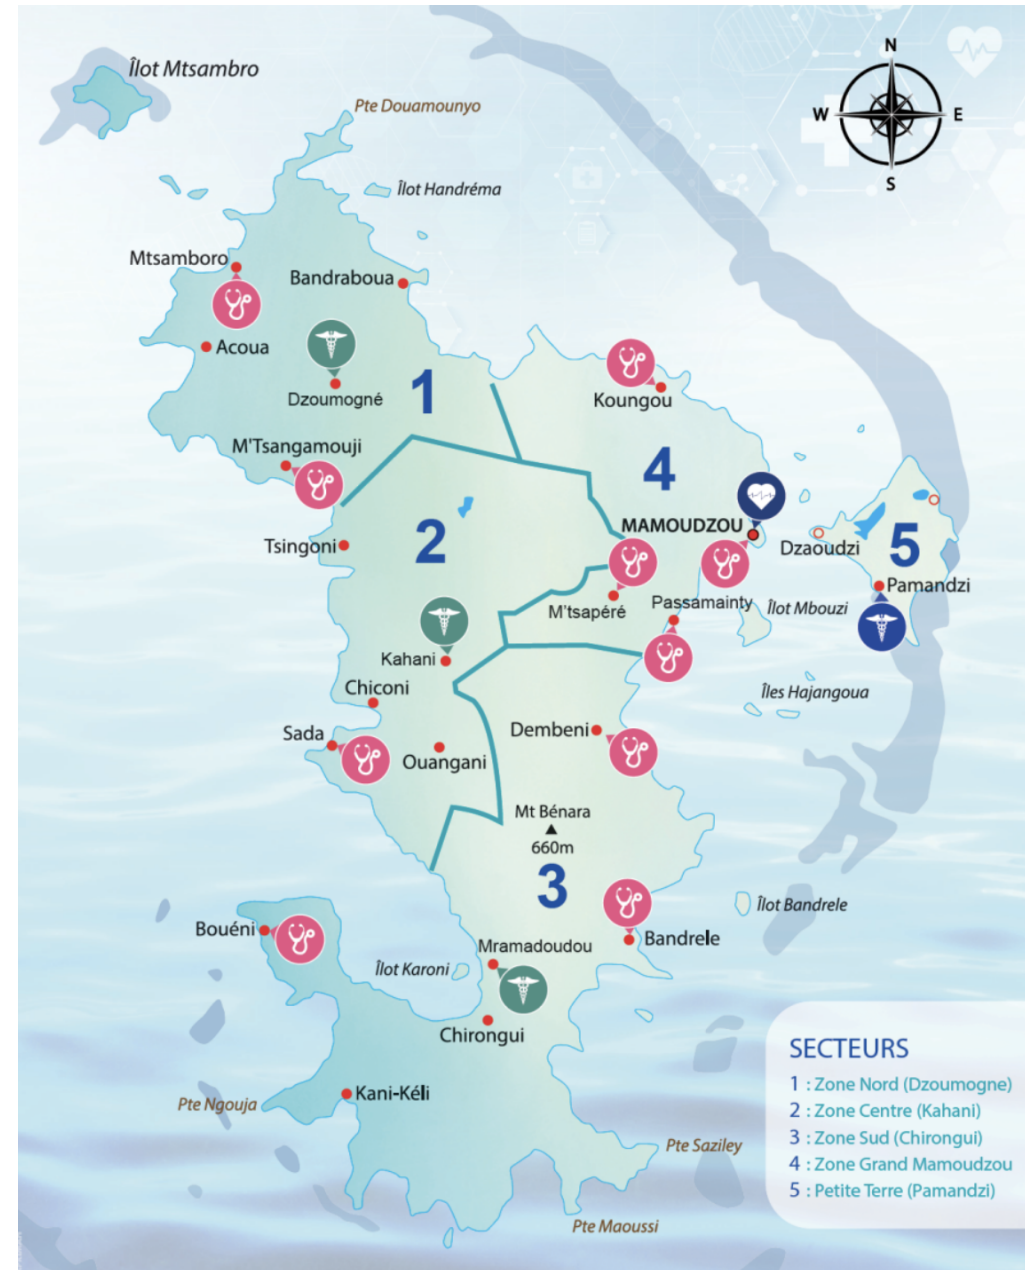 Îlot Mtsambro
Pte Douamounyo
N
W
E
S
Îlot Handréma
Mtsamboro
Bandraboua
Acoua
Dzoumogné
1
Koungou
M'Tsangamouji
4
2
MAMOUDZOU
Tsingoni
Dzaoudzi
5
Pamandzi
M'tsapéré
Passamainty
Îlot Mbouzi
Kahani
Chiconi
Îles Hajangoua
Sada
Dembeni
Ouangani
Mt Bénara
660m
3
Îlot Bandrele
Bouéni
Bandrele
Mramadoudou
Îlot Karoni
Chirongui
Kani-Kéli
Pte Ngouja
Pte Saziley
Pte Maoussi
SECTEURS
1 : Zone Nord (Dzoumogne)
2 : Zone Centre (Kahani)
3 : Zone Sud (Chirongui)
4 : Zone Grand Mamoudzou
5 : Petite Terre (Pamandzi)